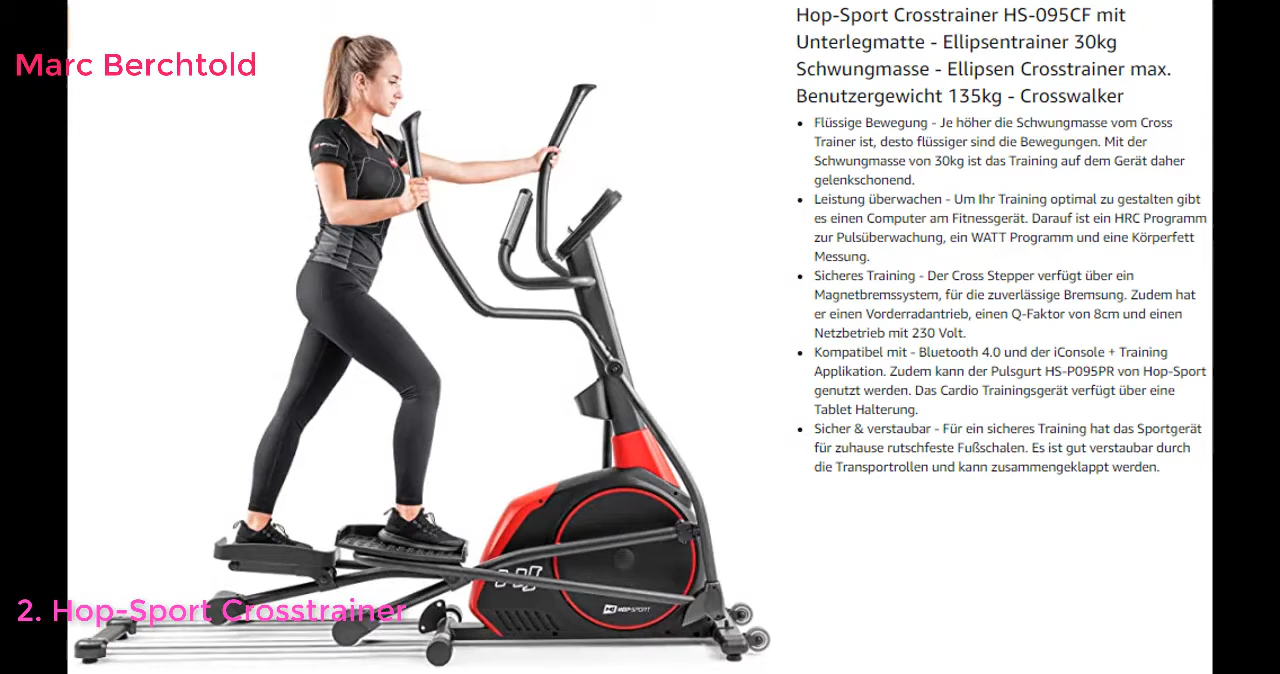 Marc Berchtold
Hop-Sport Crosstrainer HS-095CF mit
Unterlegmatte - Ellipsentrainer 30kg
Schwungmasse - Ellipsen Crosstrainer max.
Benutzergewicht 135kg - Crosswalker
• Flüssige Bewegung - Je höher die Schwungmasse vom Cross
Trainer ist, desto flüssiger sind die Bewegungen. Mit der
Schwungmasse von 30kg ist das Training auf dem Gerät daher
gelenkschonend.
• Leistung überwachen - Um Ihr Training optimal zu gestalten gibt
es einen Computer am Fitnessgerät. Darauf ist ein HRC Programm
zur Pulsüberwachung, ein WATT Programm und eine Körperfett
Messung.
• Sicheres Training - Der Cross Stepper verfügt über ein
Magnetbremssystem, für die zuverlässige Bremsung. Zudem hat
er einen Vorderradantrieb, einen Q-Faktor von 8cm und einen
Netzbetrieb mit 230 Volt.
• Kompatibel mit - Bluetooth 4.0 und der iConsole + Training
Applikation. Zudem kann der Pulsgurt HS-P095PR von Hop-Sport
genutzt werden. Das Cardio Trainingsgerät verfügt über eine
Tablet Halterung.
• Sicher & verstaubar - Für ein sicheres Training hat das Sportgerät
für zuhause rutschfeste Fußschalen. Es ist gut verstaubar durch
die Transportrollen und kann zusammengeklappt werden.
HOP-SPORT
2. Hop-Sport Crosstrainer